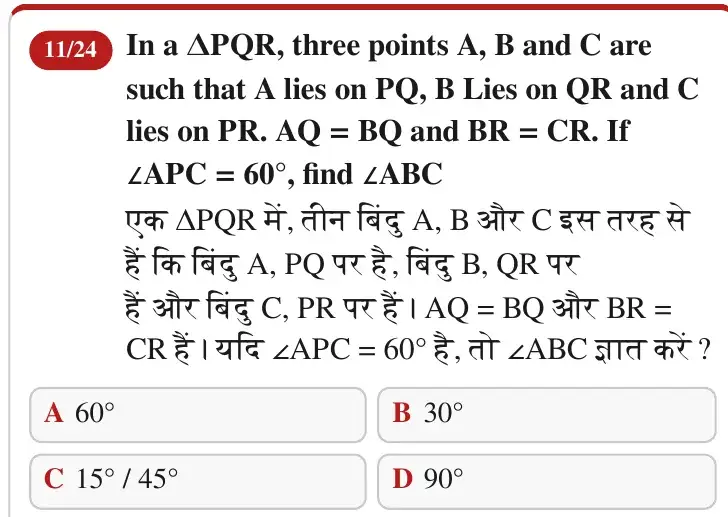 11/24 In a ΔPQR, three points A, B and C are
such that A lies on PQ, B Lies on QR and C
lies on PR. AQ = BQ and BR = CR. If
∠APC = 60°, find ∠ABC
एक ΔPQR में, तीन बिंदु A, B और C इस तरह से
हैं कि बिंदु A, PQ पर है, बिंदु B, QR पर
हैं और बिंदु C, PR पर हैं। AQ = BQ और BR =
CR हैं। यदि ∠APC = 60° है, तो ∠ABC ज्ञात करें ?
A 60°
B 30°
C 15° / 45°
D 90°